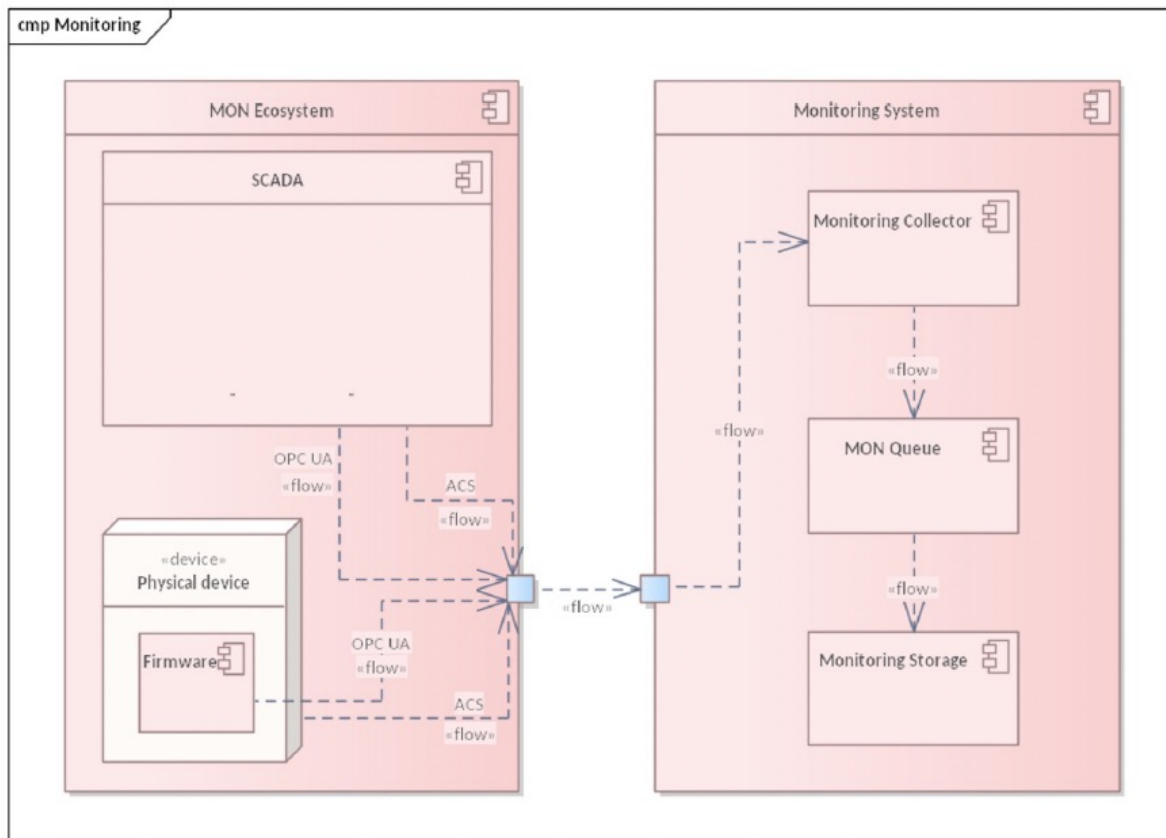 cmp Monitoring
MON Ecosystem
SCADA
-
-
OPC UA
«flow»
ACS
«flow»
«device»
Physical device
Firmware
OPC UA
«flow»
ACS
«flow»
«flow»
Monitoring System
Monitoring Collector
«flow»
«flow»
MON Queue
«flow»
Monitoring Storage